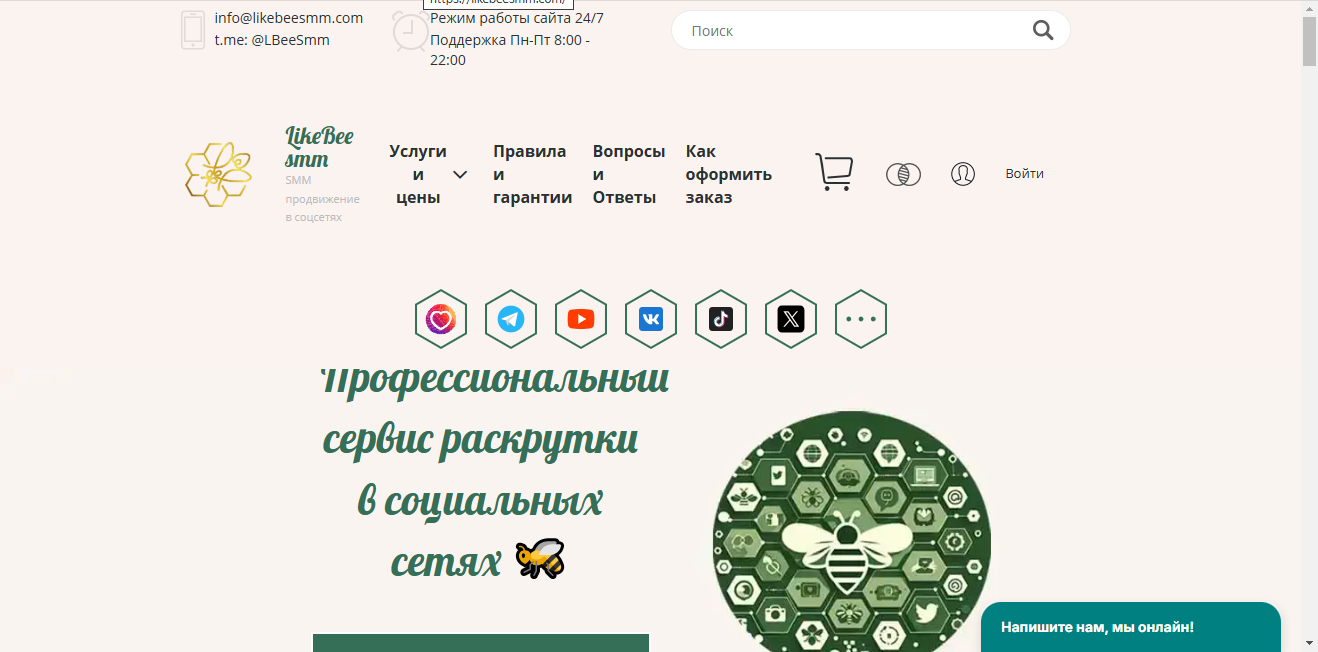 https://likebeesmm.com/
info@likebeesmm.com
t.me: @LBeeSmm
Режим работы сайта 24/7
Поддержка Пн-Пт 8:00 -
22:00
Поиск
LikeBee
smm
SMM
продвижение
в соцсетях
Услуги
и
цены
Правила
и
гарантии
Вопросы
и
Ответы
Как
оформить
заказ
Войти
Профессиональный
сервис раскрутки
в социальных
сетях
Напишите нам, мы онлайн!